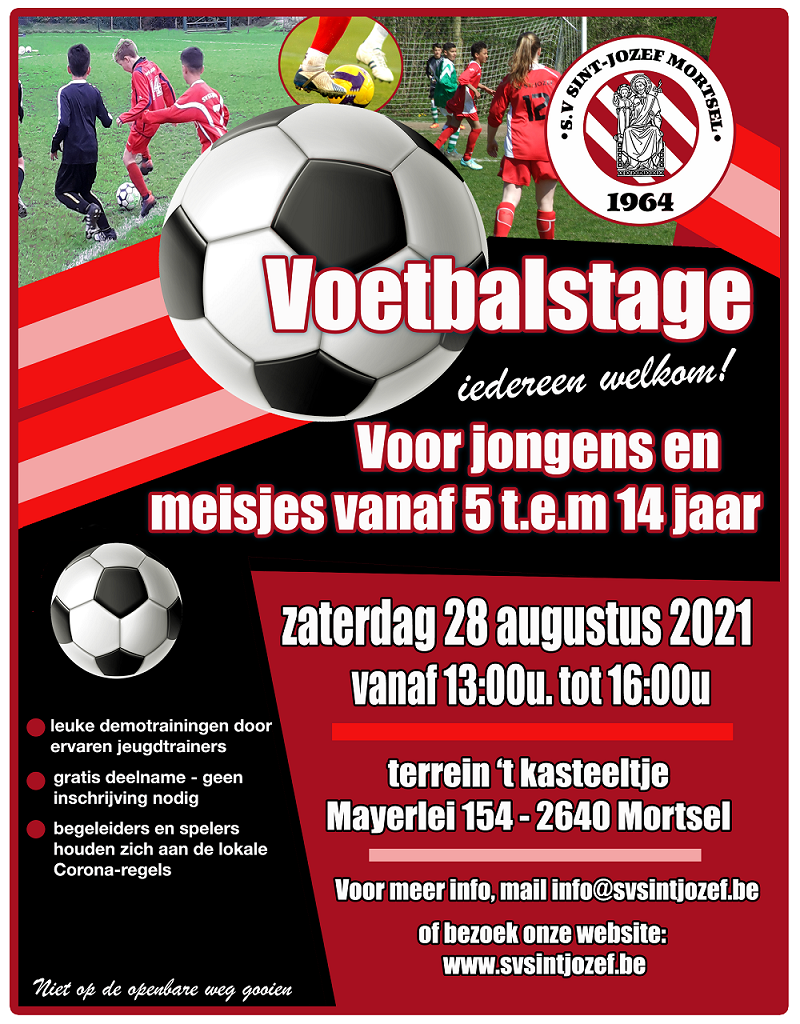 • S.V SINT-JOZEF MORTSEL •
1964
12
Voetbalstage
iedereen welkom!
Voor jongens en
meisjes vanaf 5 t.e.m 14 jaar
zaterdag 28 augustus 2021
vanaf 13:00u. tot 16:00u
leuke demotrainingen door
ervaren jeugdtrainers
gratis deelname - geen
inschrijving nodig
begeleiders en spelers
houden zich aan de lokale
Corona-regels
terrein ‘t kasteeltje
Mayerlei 154 - 2640 Mortsel
Voor meer info, mail info@svsintjozef.be
of bezoek onze website:
www.svsintjozef.be
Niet op de openbare weg gooien